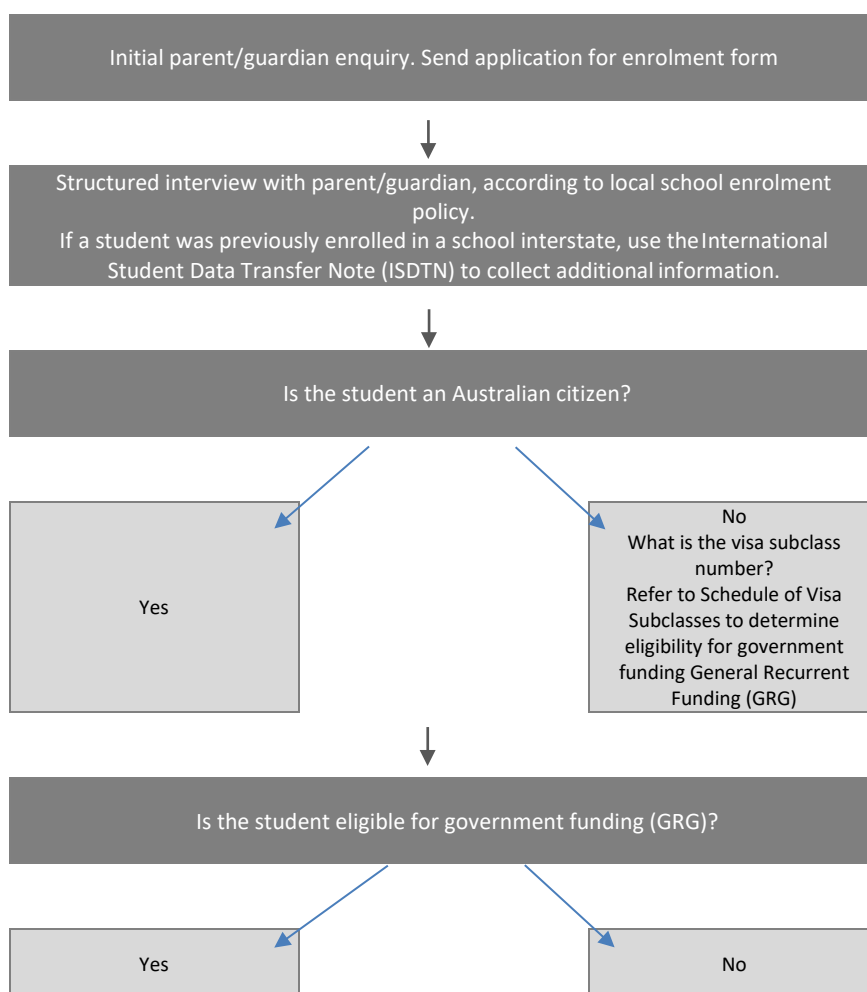 Initial parent/guardian enquiry. Send application for enrolment form
Structured interview with parent/guardian, according to local school enrolment
policy.
If a student was previously enrolled in a school interstate, use the International
Student Data Transfer Note (ISDTN) to collect additional information.
Is the student an Australian citizen?
Yes
No
What is the visa subclass
number?
Refer to Schedule of Visa
Subclasses to determine
eligibility for government
funding General Recurrent
Funding (GRG)
Is the student eligible for government funding (GRG)?
Yes
No